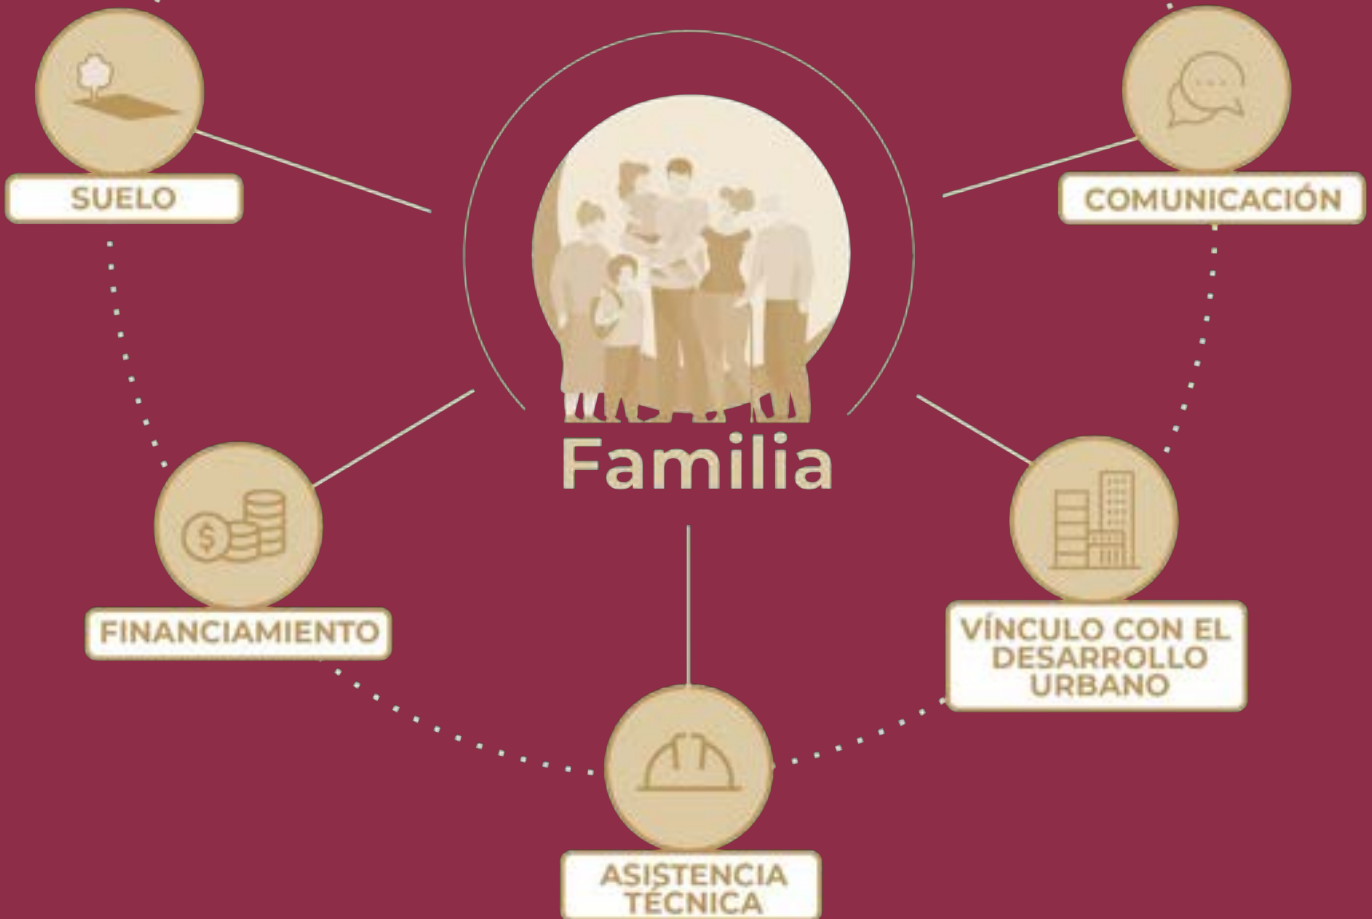 SUELO
COMUNICACIÓN
Familia
$
FINANCIAMIENTO
VÍNCULO CON EL
DESARROLLO
URBANO
ASISTENCIA
TÉCNICA